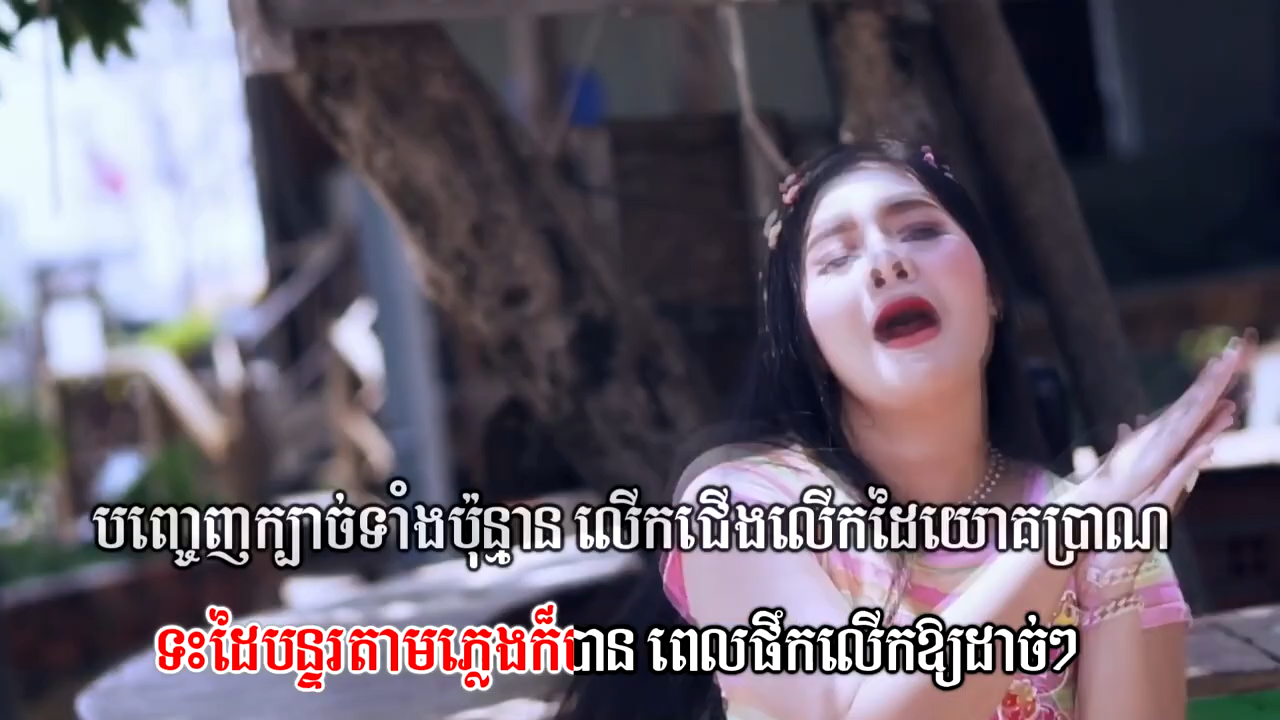 បញ្ចេញក្បាច់ទាំងប៉ុន្មាន លើកជើងលើកដៃយោគប្រាណ
ទះដៃបន្ទរតាមភ្លេងក៏បាន ពេលផឹកលើកឱ្យដាច់ៗ